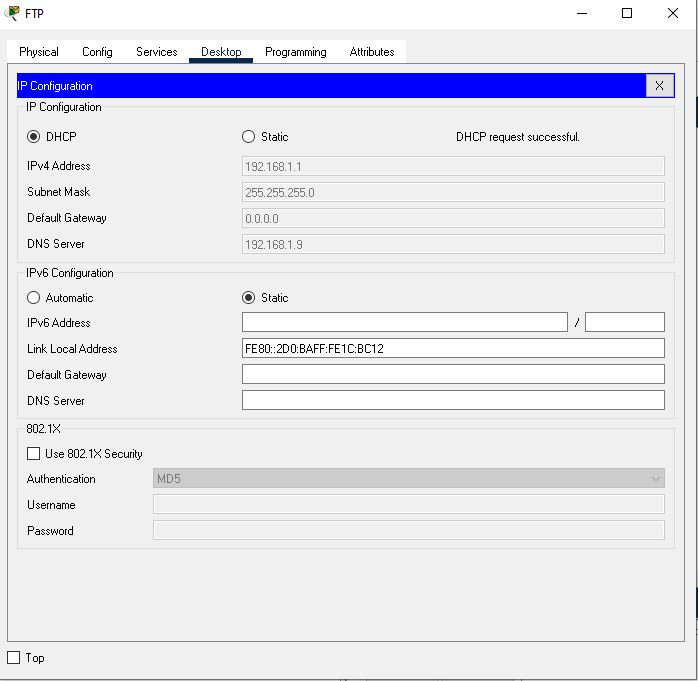 FTP
Physical Config Services Desktop Programming Attributes
IP Configuration X
IP Configuration
DHCP Static DHCP request successful.
IPv4 Address 192.168.1.1
Subnet Mask 255.255.255.0
Default Gateway 0.0.0.0
DNS Server 192.168.1.9
IPv6 Configuration
Automatic Static
IPv6 Address /
Link Local Address FE80::2D0:BAFF:FE1C:BC12
Default Gateway
DNS Server
802.1X
Use 802.1X Security
Authentication MD5
Username
Password
Top